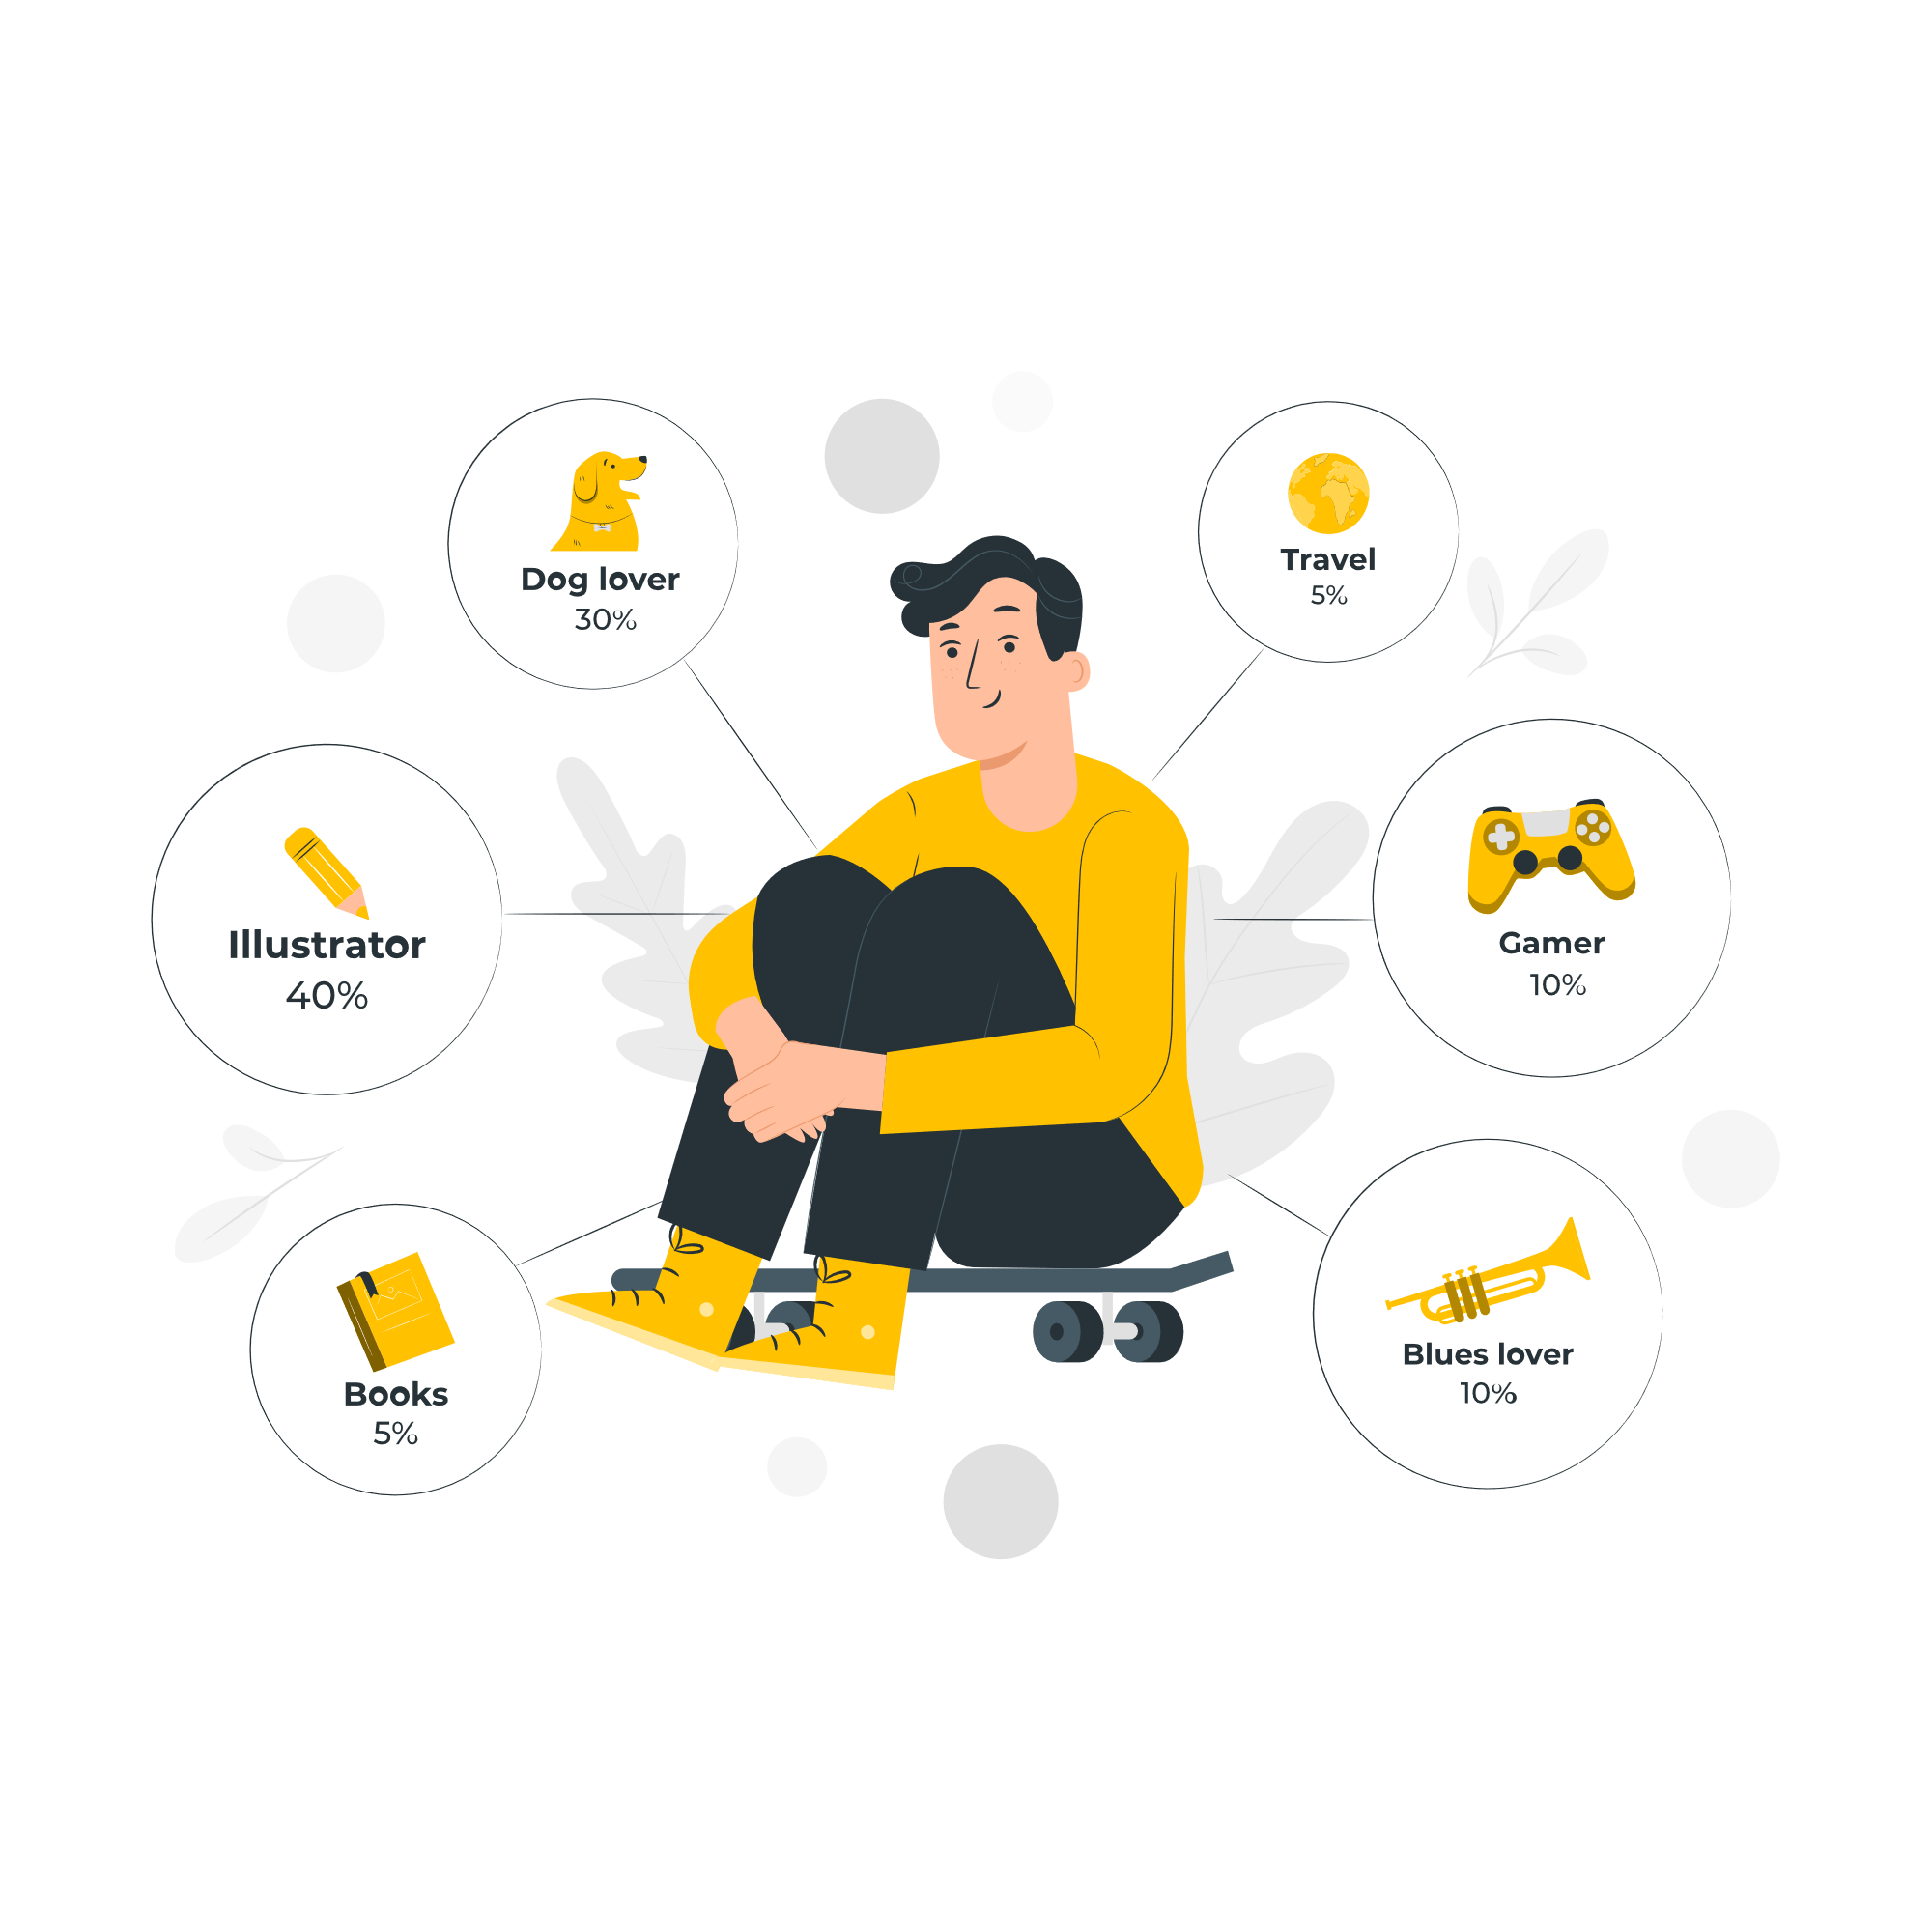 Dog lover
30%
Travel
5%
Illustrator
40%
Gamer
10%
Books
5%
Blues lover
10%